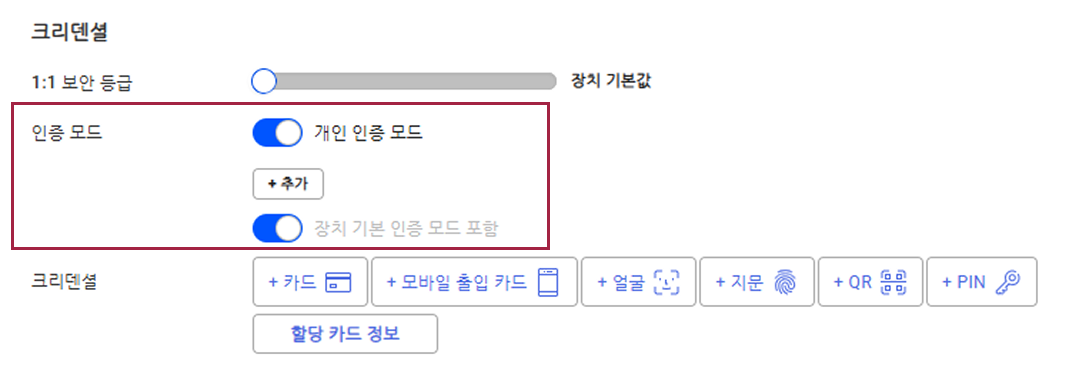 크리덴셜
1:1 보안 등급 장치 기본값
인증 모드 개인 인증 모드
+ 추가
장치 기본 인증 모드 포함
크리덴셜 + 카드 + 모바일 출입 카드 + 얼굴 + 지문 + QR + PIN
할당 카드 정보